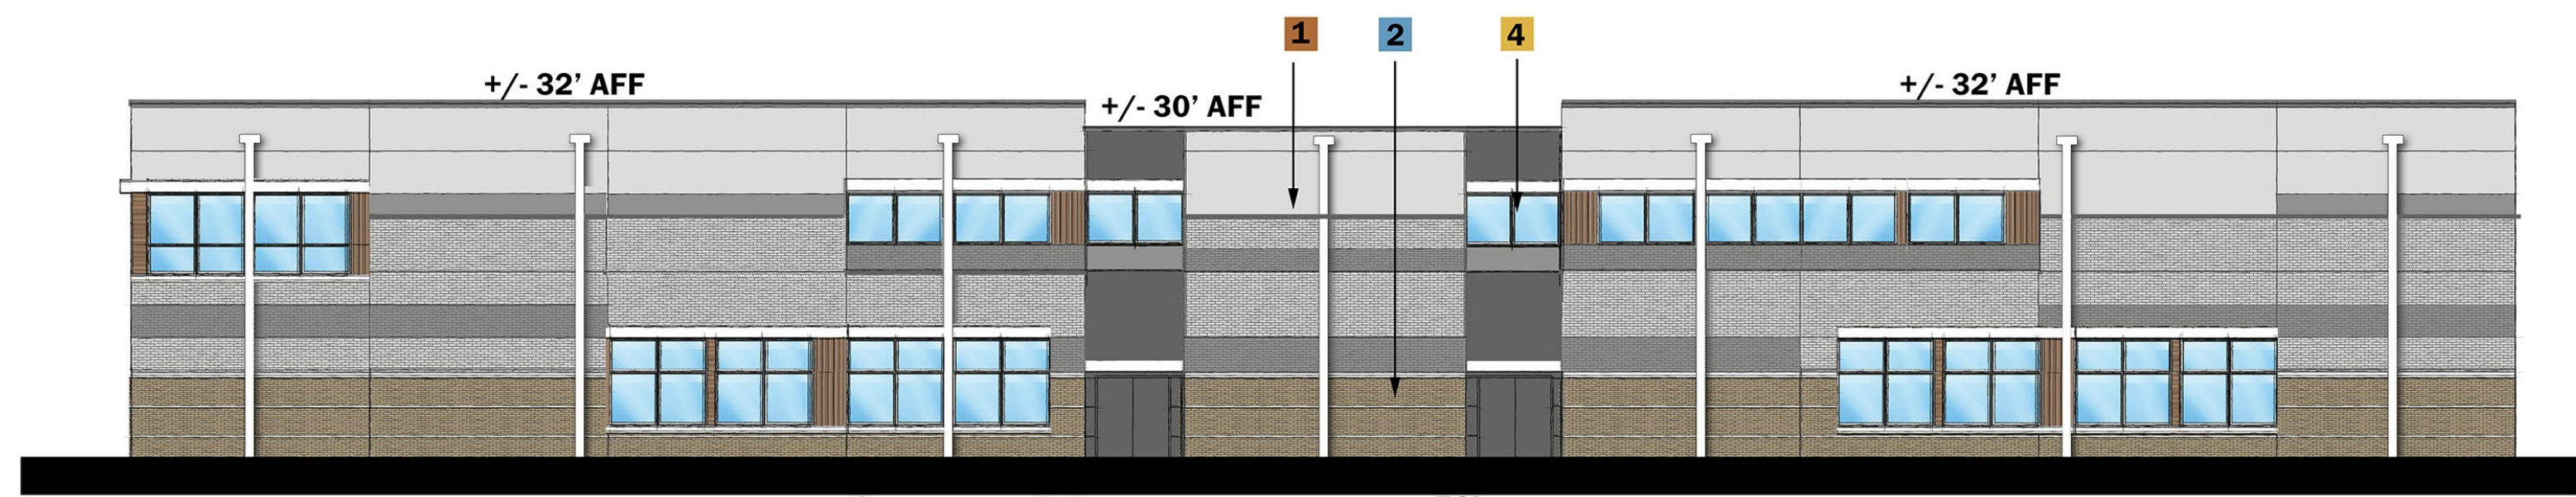 1
2
4
+/- 32’ AFF
+/- 30’ AFF
+/- 32’ AFF